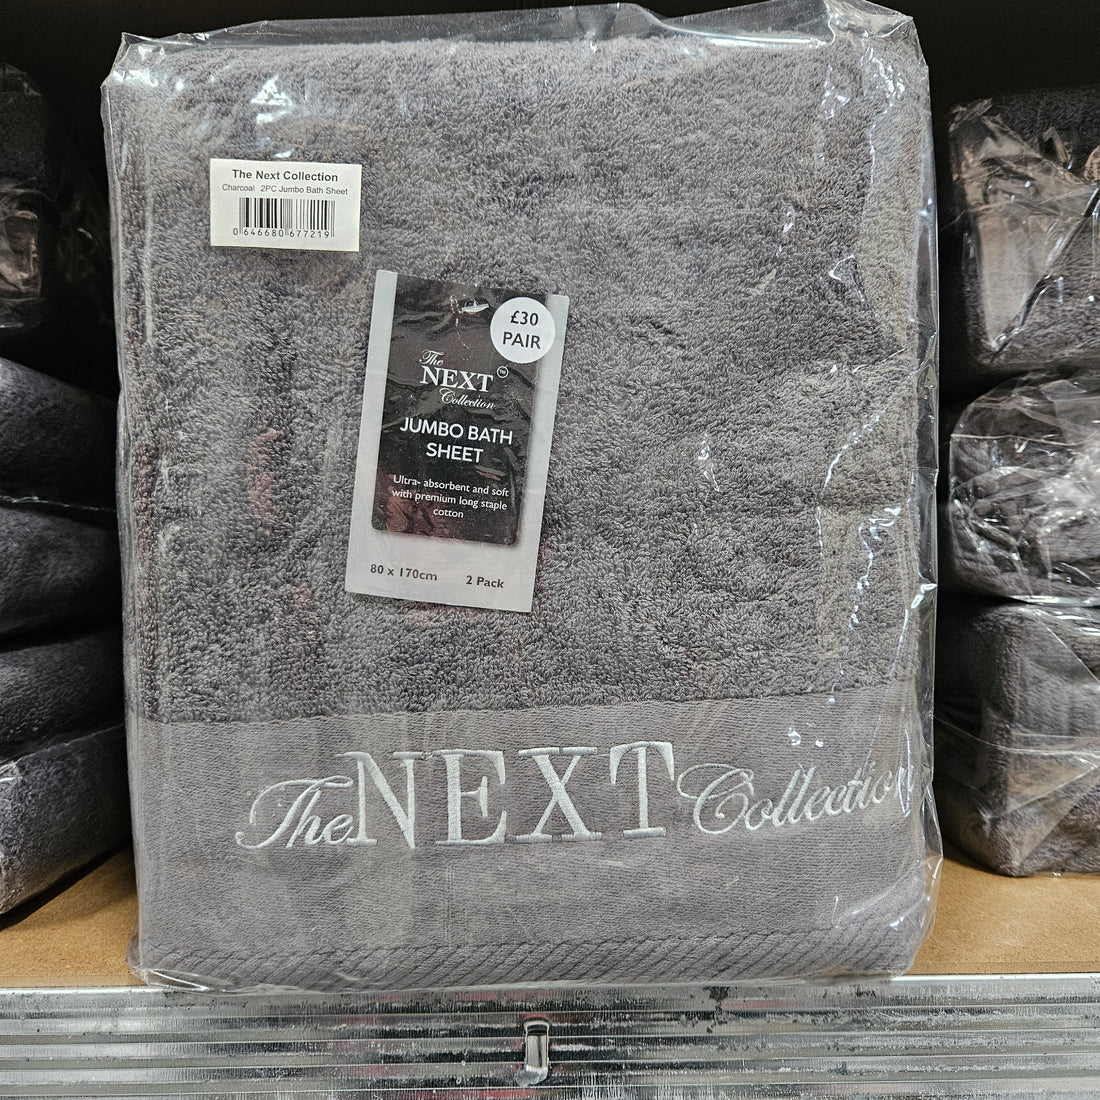 The Next Collection
Charcoal 2PC Jumbo Bath Sheet
0 646680 677219
£30
PAIR
The
NEXT™
Collection
JUMBO BATH
SHEET
Ultra- absorbent and soft
with premium long staple
cotton
80 x 170cm 2 Pack
The NEXT Collection